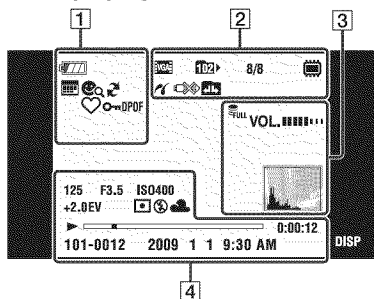 1
2
3
VGA 102 8/8
DPOF
FULL
VOL.
125 F3.5 ISO400
+2.0EV
0:00:12
101-0012 2009 1 1 9:30 AM
DISP
4